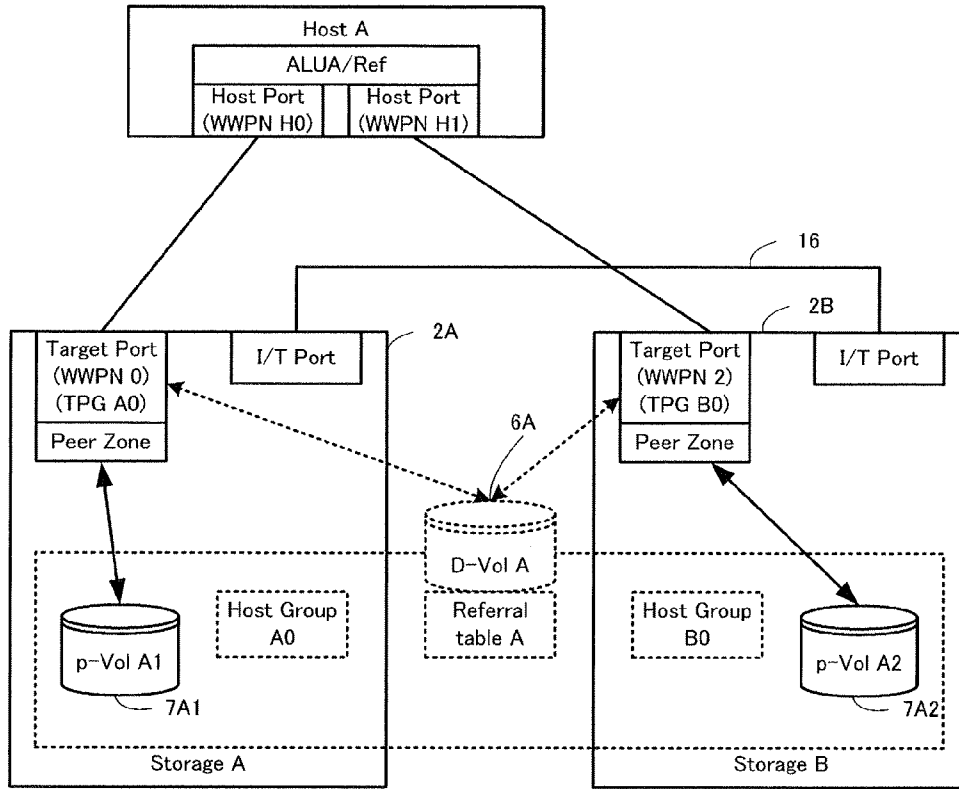 Host A
ALUA/Ref
Host Port
(WWPN H0)
Host Port
(WWPN H1)
16
2A
2B
Target Port
(WWPN 0)
(TPG A0)
Peer Zone
I/T Port
Target Port
(WWPN 2)
(TPG B0)
Peer Zone
I/T Port
6A
D-Vol A
Referral
table A
Host Group
A0
Host Group
B0
p-Vol A1
p-Vol A2
7A1
7A2
Storage A
Storage B